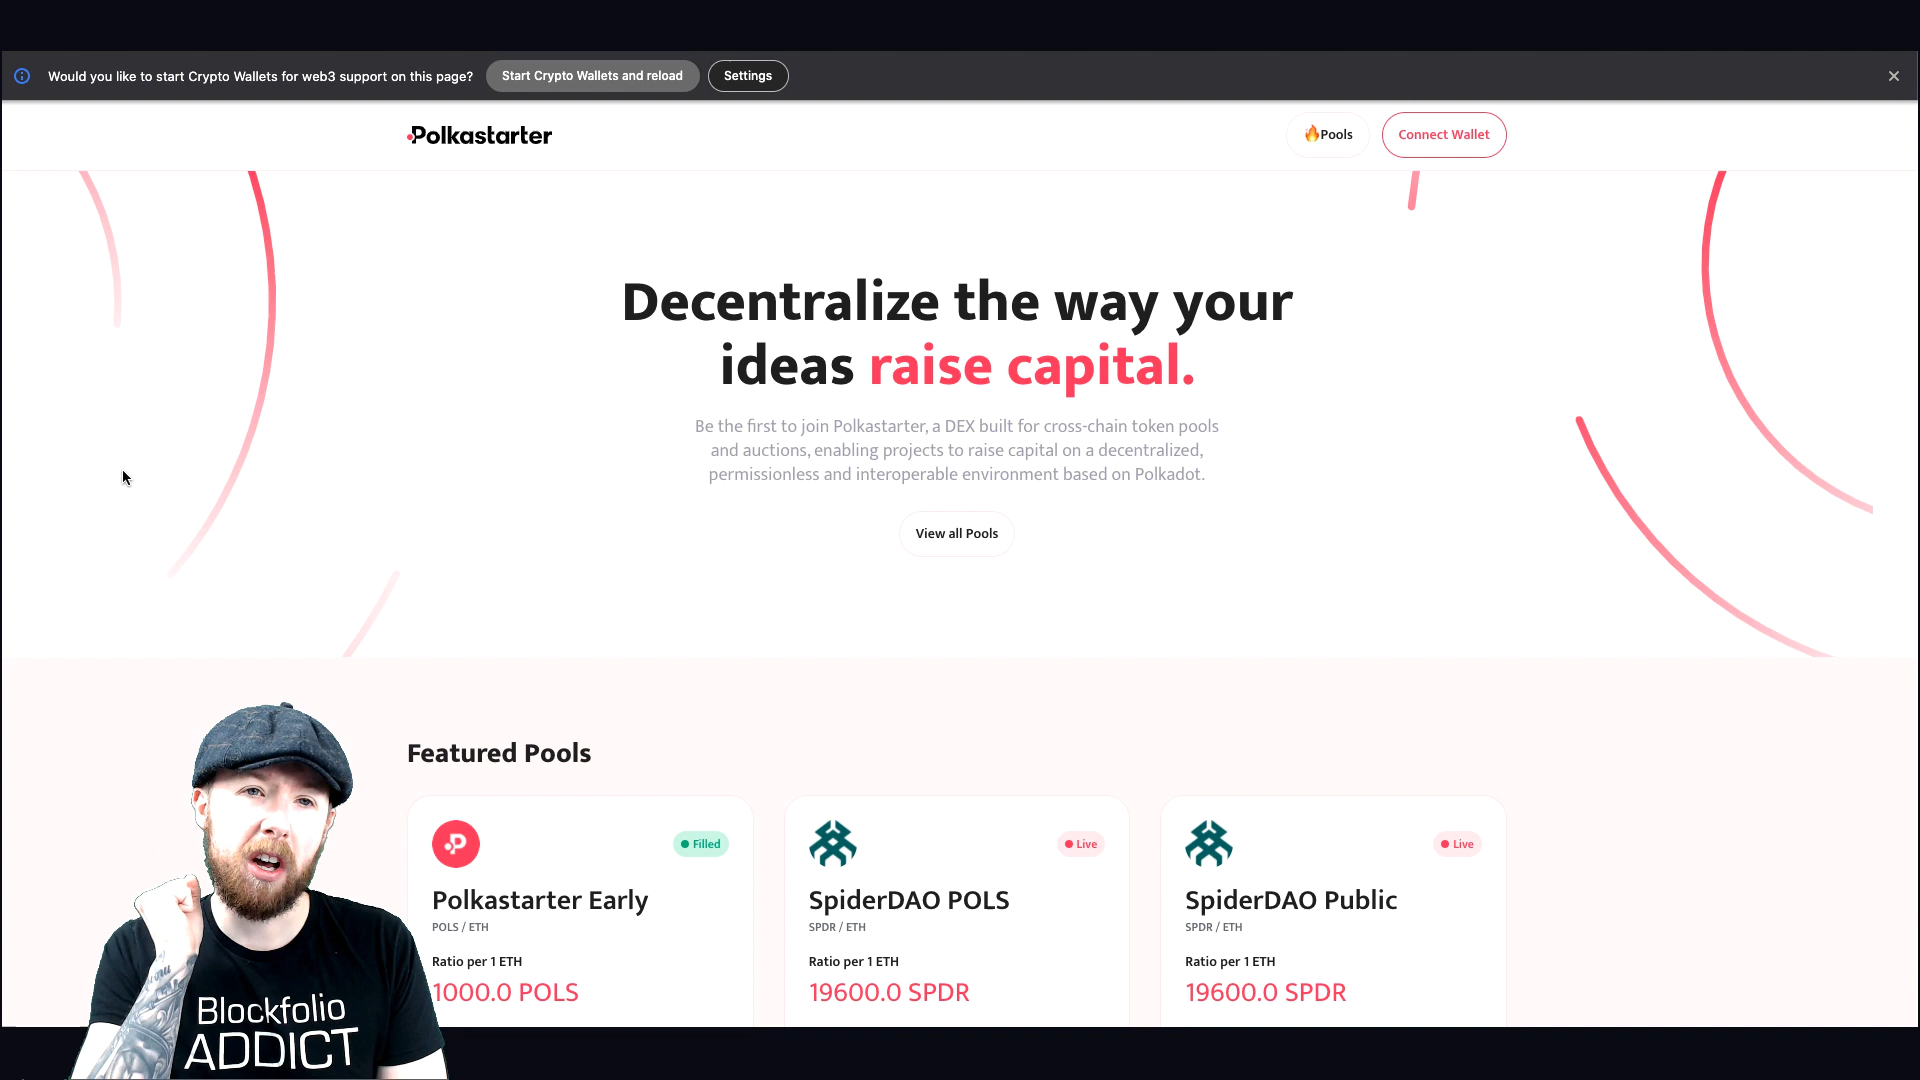 Would you like to start Crypto Wallets for web3 support on this page? Start Crypto Wallets and reload Settings
Polkastarter
Pools Connect Wallet
Decentralize the way your
ideas raise capital.
Be the first to join Polkastarter, a DEX built for cross-chain token pools
and auctions, enabling projects to raise capital on a decentralized,
permissionless and interoperable environment based on Polkadot.
View all Pools
Featured Pools
Filled
Polkastarter Early
POLS / ETH
Ratio per 1 ETH
1000.0 POLS
Live
SpiderDAO POLS
SPDR / ETH
Ratio per 1 ETH
19600.0 SPDR
Live
SpiderDAO Public
SPDR / ETH
Ratio per 1 ETH
19600.0 SPDR
Blockfolio
ADDICT